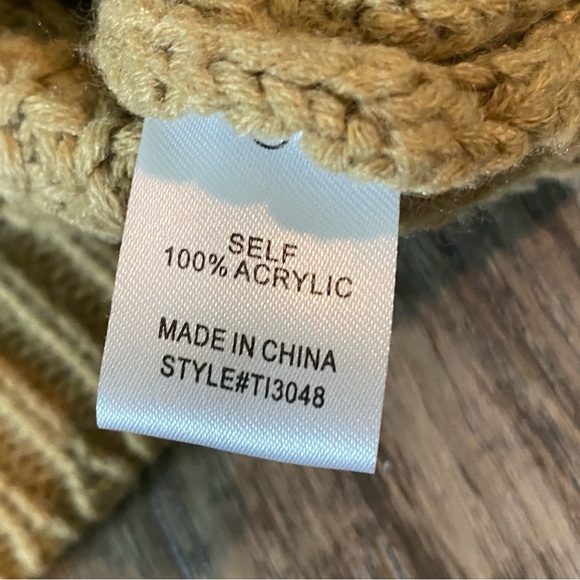 SELF
100% ACRYLIC
MADE IN CHINA
STYLE#TI3048